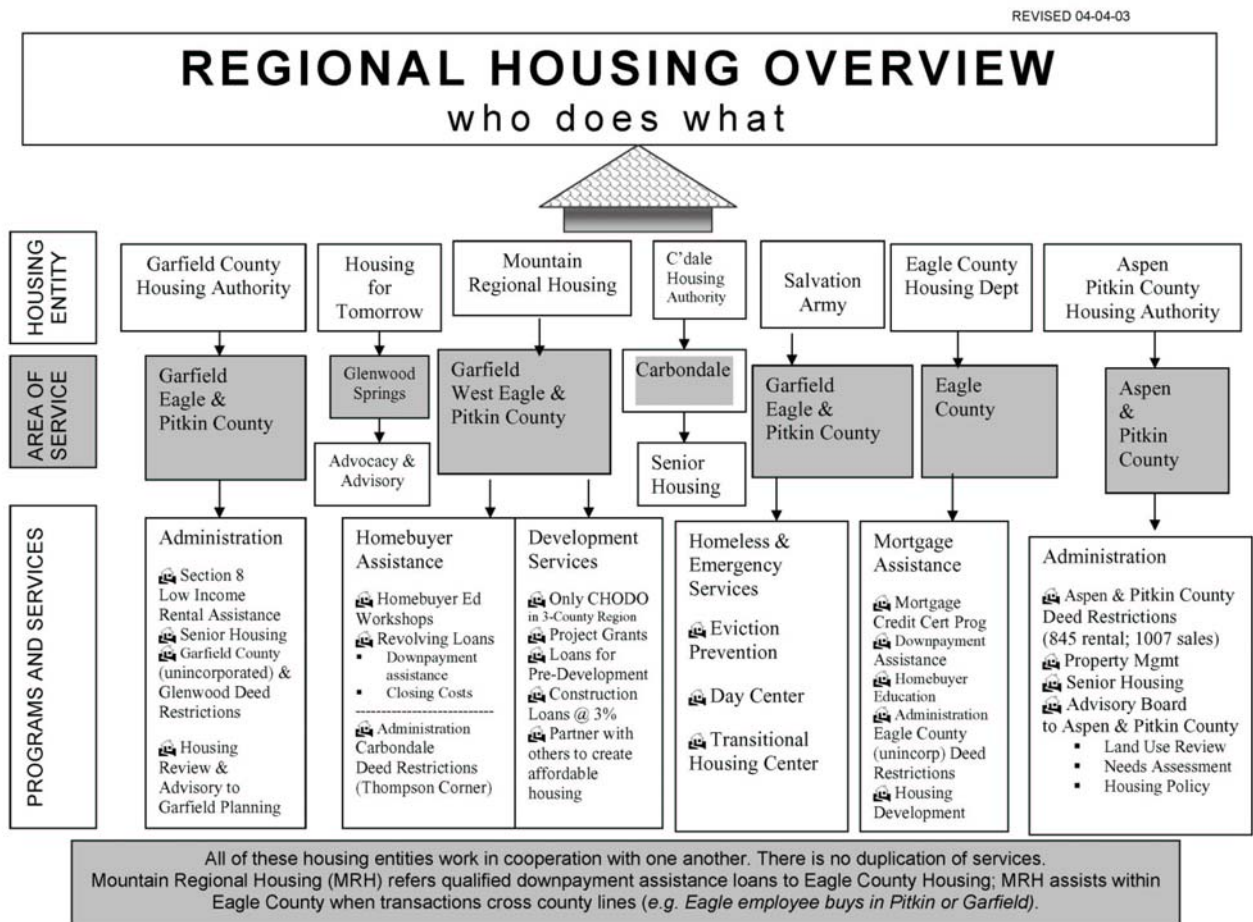 REVISED 04-04-03
REGIONAL HOUSING OVERVIEW
who does what
HOUSING
ENTITY
Garfield County
Housing Authority
Housing
for
Tomorrow
Mountain
Regional Housing
C'dale
Housing
Authority
Salvation
Army
Eagle County
Housing Dept
Aspen
Pitkin County
Housing Authority
AREA OF
SERVICE
Garfield
Eagle &
Pitkin County
Glenwood
Springs
Advocacy &
Advisory
Garfield
West Eagle &
Pitkin County
Carbondale
Senior
Housing
Garfield
Eagle &
Pitkin County
Eagle
County
Aspen
&
Pitkin
County
PROGRAMS AND SERVICES
Administration
Section 8
Low Income
Rental Assistance
Senior Housing
Garfield County
(unincorporated) &
Glenwood Deed
Restrictions
Housing
Review &
Advisory to
Garfield Planning
Homebuyer
Assistance
Homebuyer Ed
Workshops
Revolving Loans
▪ Downpayment
assistance
▪ Closing Costs
------------------------------
Administration
Carbondale
Deed Restrictions
(Thompson Corner)
Development
Services
Only CHODO
in 3-County Region
Project Grants
Loans for
Pre-Development
Construction
Loans @ 3%
Partner with
others to create
affordable
housing
Homeless &
Emergency
Services
Eviction
Prevention
Day Center
Transitional
Housing Center
Mortgage
Assistance
Mortgage
Credit Cert Prog
Downpayment
Assistance
Homebuyer
Education
Administration
Eagle County
(unincorp) Deed
Restrictions
Housing
Development
Administration
Aspen & Pitkin County
Deed Restrictions
(845 rental; 1007 sales)
Property Mgmt
Senior Housing
Advisory Board
to Aspen & Pitkin County
▪ Land Use Review
▪ Needs Assessment
▪ Housing Policy
All of these housing entities work in cooperation with one another. There is no duplication of services.
Mountain Regional Housing (MRH) refers qualified downpayment assistance loans to Eagle County Housing; MRH assists within
Eagle County when transactions cross county lines (e.g. Eagle employee buys in Pitkin or Garfield).